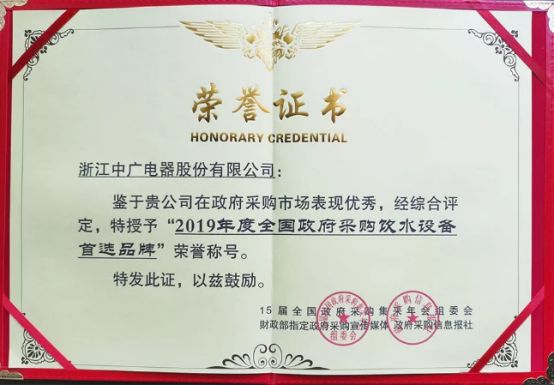 荣誉证书
HONORARY CREDENTIAL
浙江中广电器股份有限公司：
鉴于贵公司在政府采购市场表现优秀，经综合评
定，特授予“2019年度全国政府采购饮水设备
首选品牌”荣誉称号。
特发此证，以兹鼓励。
15届全国政府采购集采年会组委会
财政部指定政府采购宣传媒体 政府采购信息报社
组委会